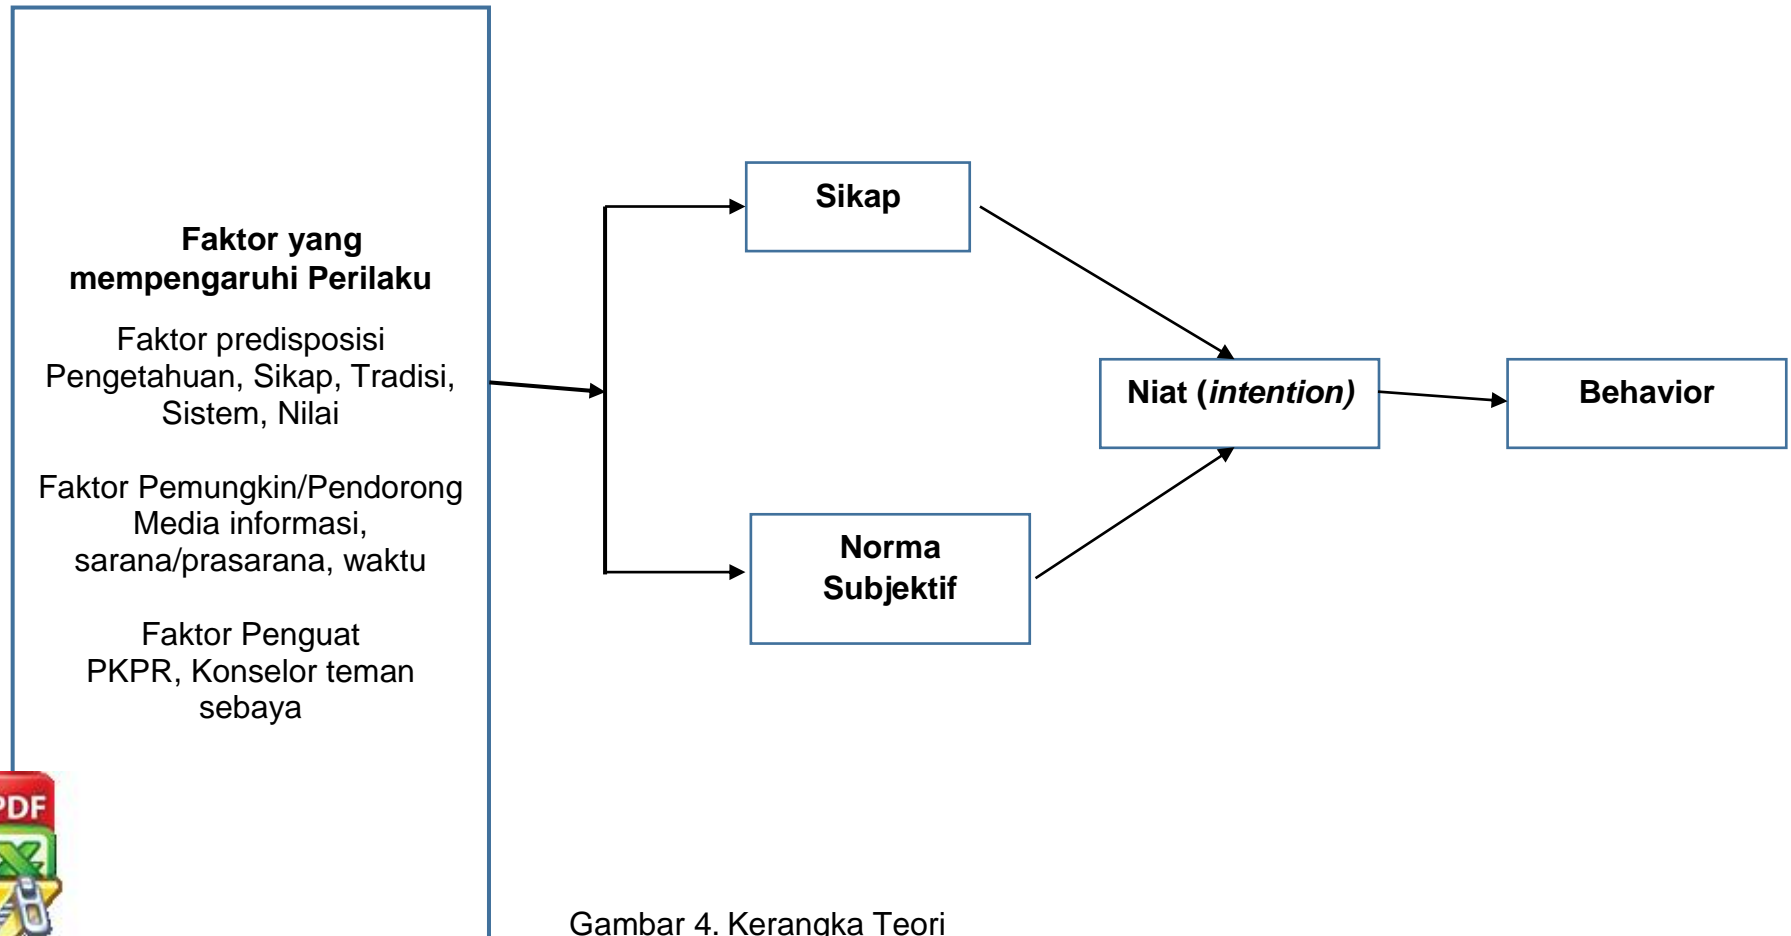 Faktor yang
mempengaruhi Perilaku
Faktor predisposisi
Pengetahuan, Sikap, Tradisi,
Sistem, Nilai
Faktor Pemungkin/Pendorong
Media informasi,
sarana/prasarana, waktu
Faktor Penguat
PKPR, Konselor teman
sebaya
Sikap
Norma
Subjektif
Niat (intention)
Behavior
PDF
Gambar 4. Kerangka Teori